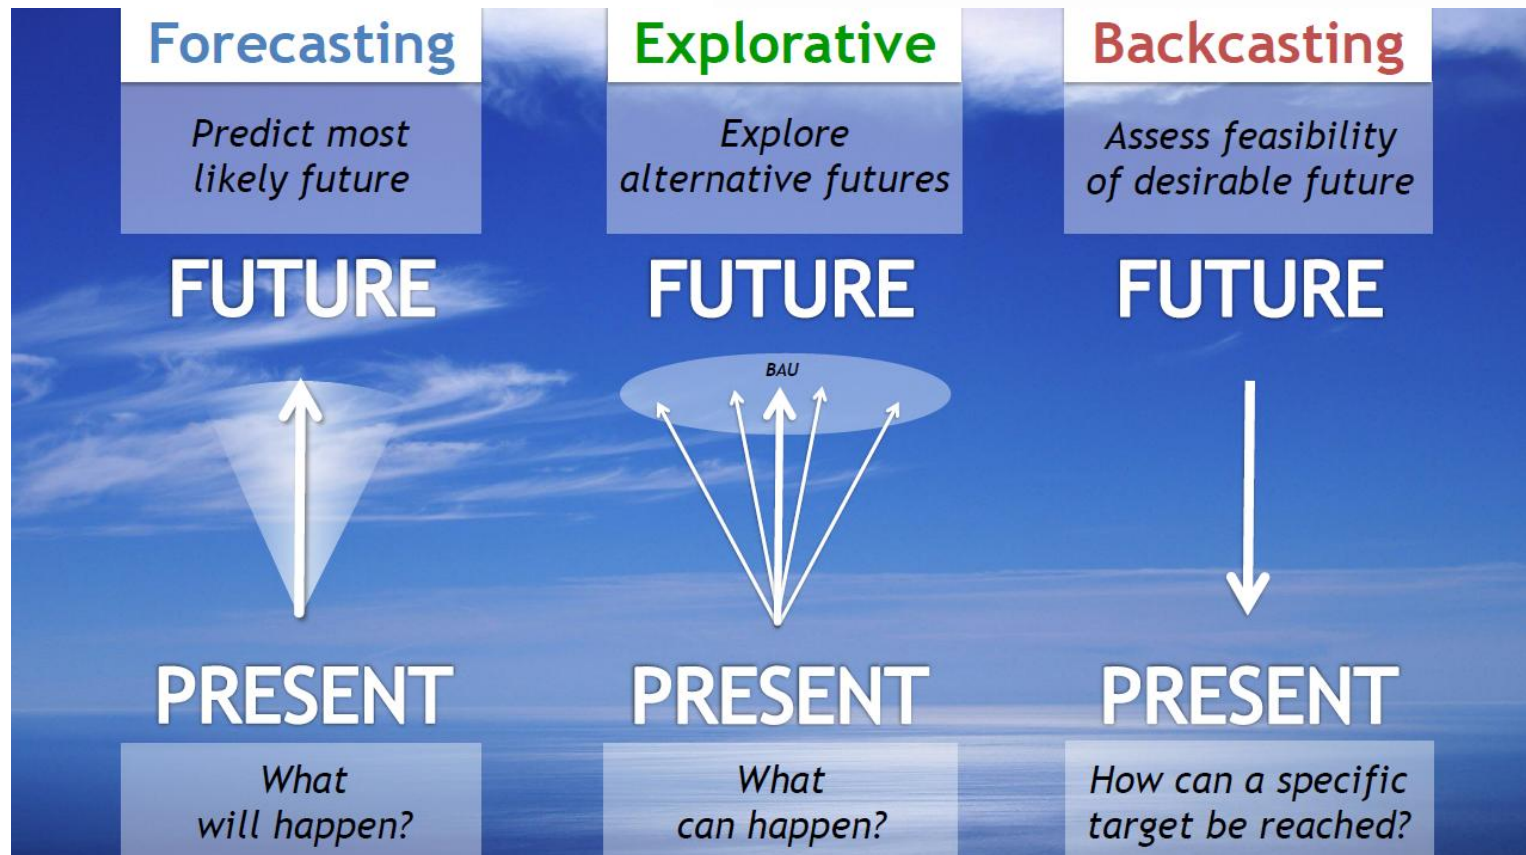 Forecasting
Predict most
likely future
FUTURE
PRESENT
What
will happen?
Explorative
Explore
alternative futures
FUTURE
BAU
PRESENT
What
can happen?
Backcasting
Assess feasibility
of desirable future
FUTURE
PRESENT
How can a specific
target be reached?